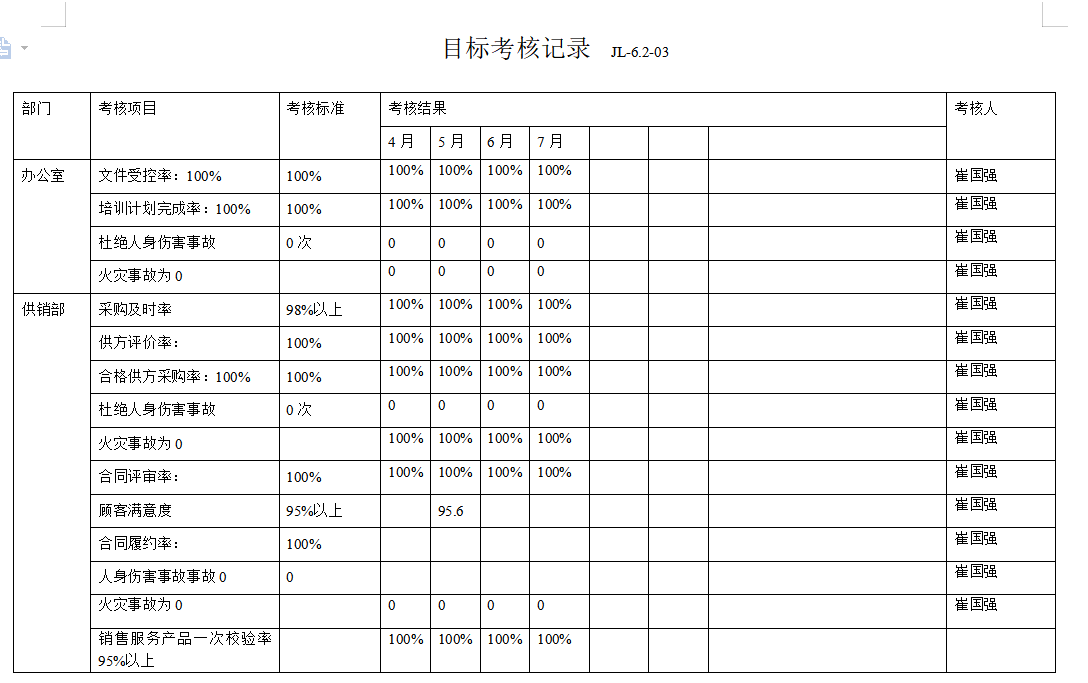 目标考核记录 JL-6.2-03
部门 考核项目 考核标准 考核结果 考核人
4 月 5 月 6 月 7 月
办公室 文件受控率：100% 100% 100% 100% 100% 100% 崔国强
培训计划完成率：100% 100% 100% 100% 100% 100% 崔国强
杜绝人身伤害事故 0 次 0 0 0 0 崔国强
火灾事故为 0 0 0 0 0 崔国强
供销部 采购及时率 98%以上 100% 100% 100% 100% 崔国强
供方评价率： 100% 100% 100% 100% 100% 崔国强
合格供方采购率：100% 100% 100% 100% 100% 100% 崔国强
杜绝人身伤害事故 0 次 0 0 0 0 崔国强
火灾事故为 0 100% 100% 100% 100% 崔国强
合同评审率： 100% 100% 100% 100% 100% 崔国强
顾客满意度 95%以上 95.6 崔国强
合同履约率： 100% 崔国强
人身伤害事故事故 0 0 崔国强
火灾事故为 0 0 0 0 0 崔国强
销售服务产品一次校验率 100% 100% 100% 100%
95%以上